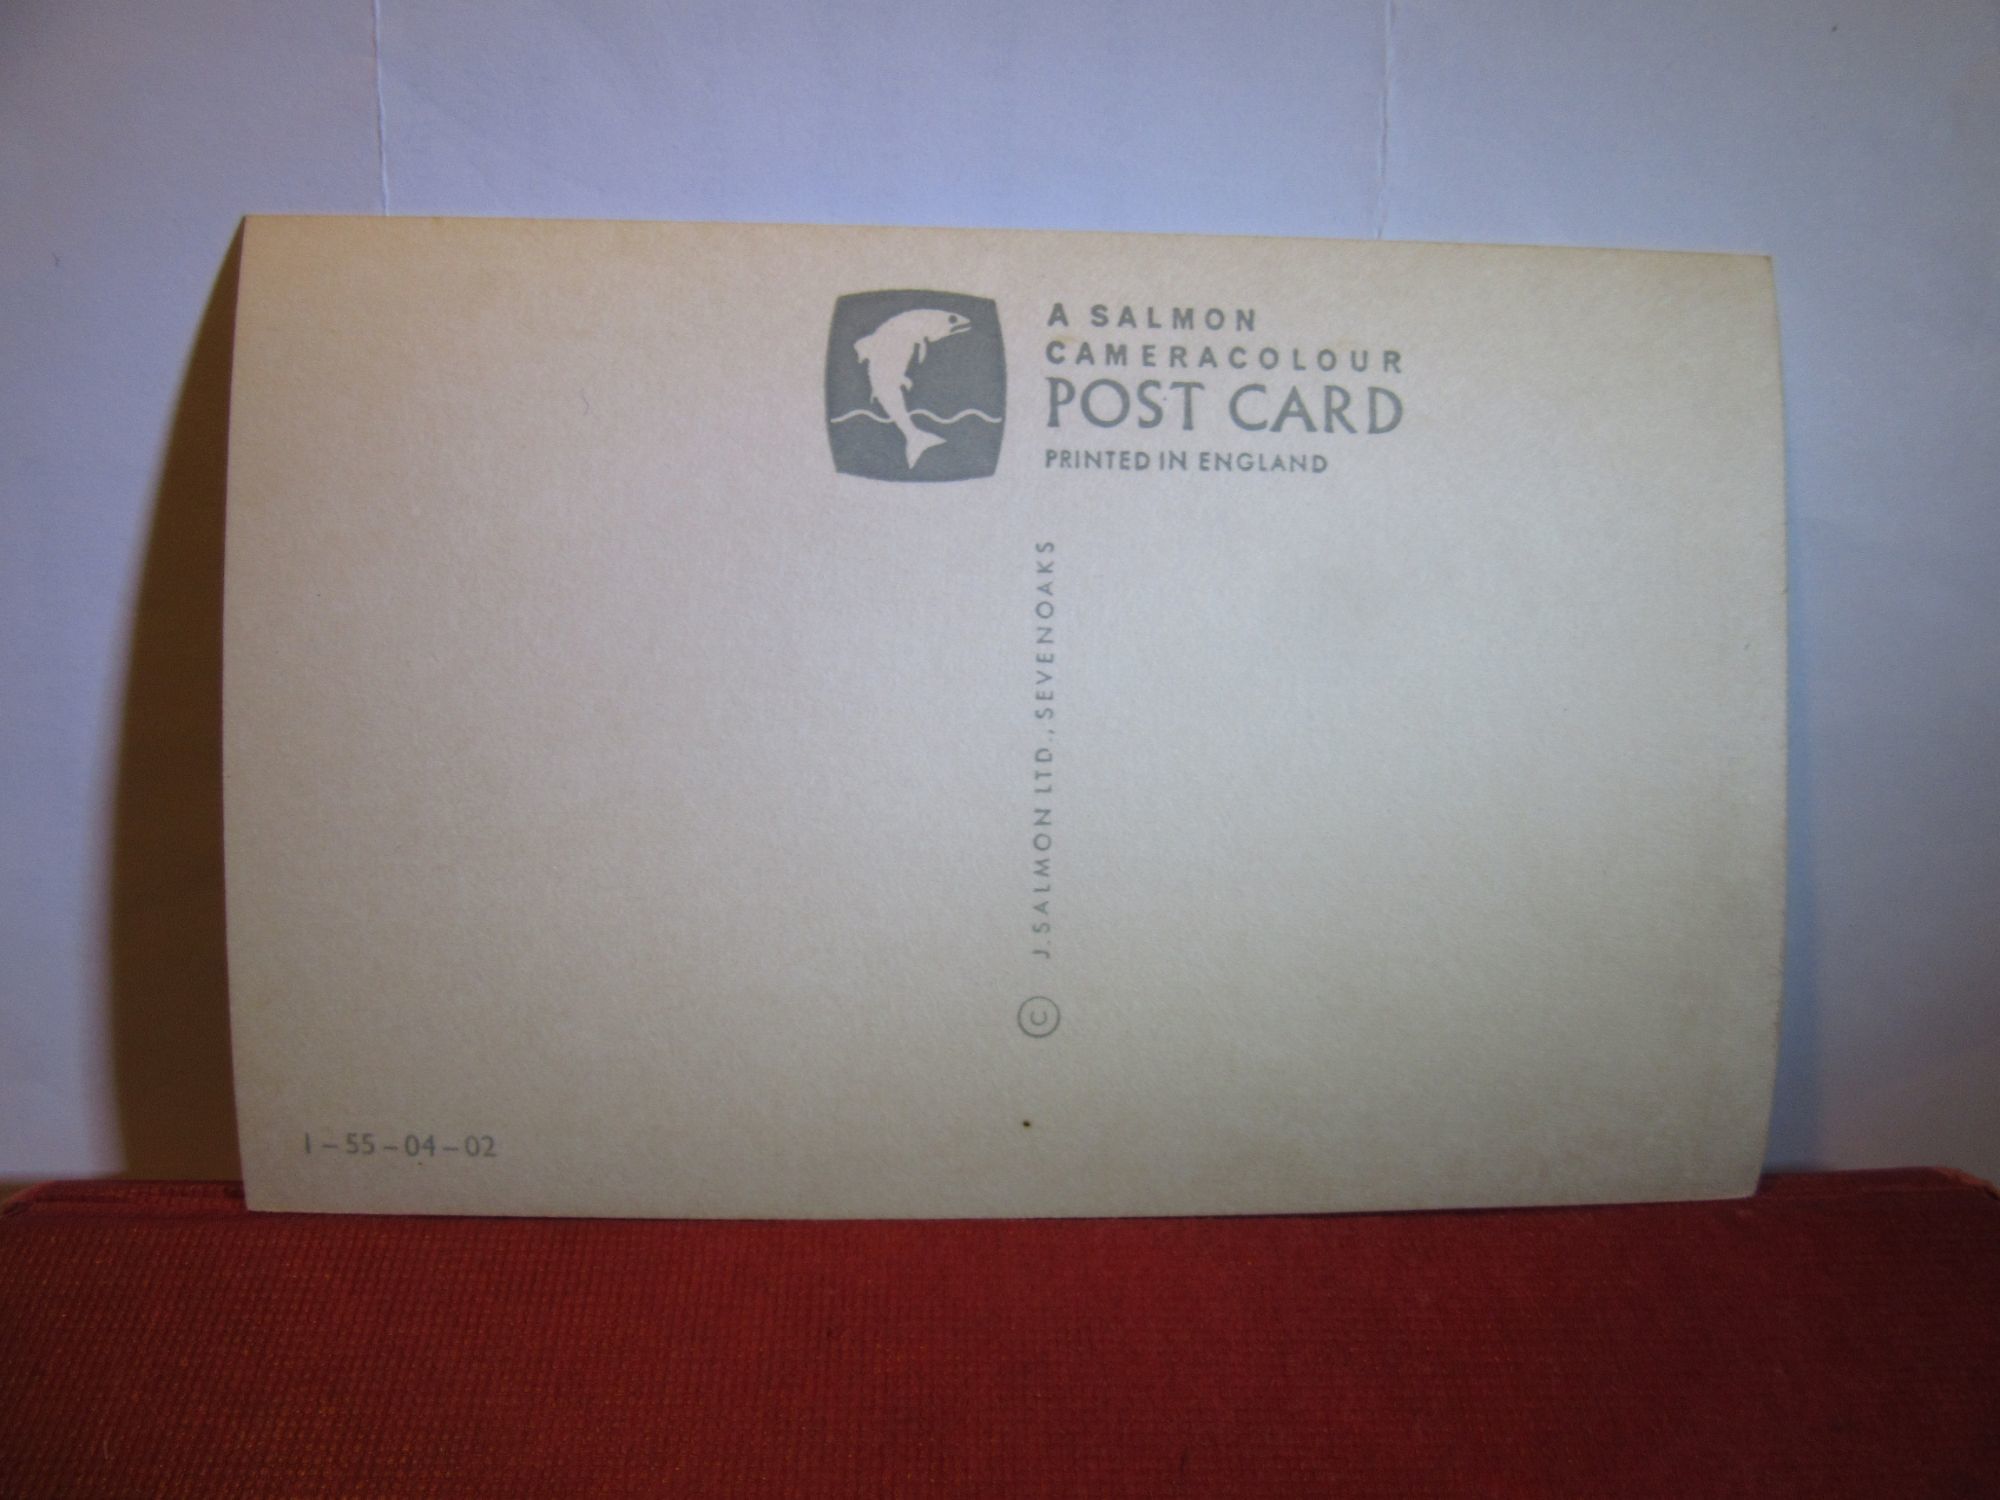 A SALMON
CAMERACOLOUR
POST CARD
PRINTED IN ENGLAND
© J. SALMON LTD., SEVENOAKS
1-55-04-02